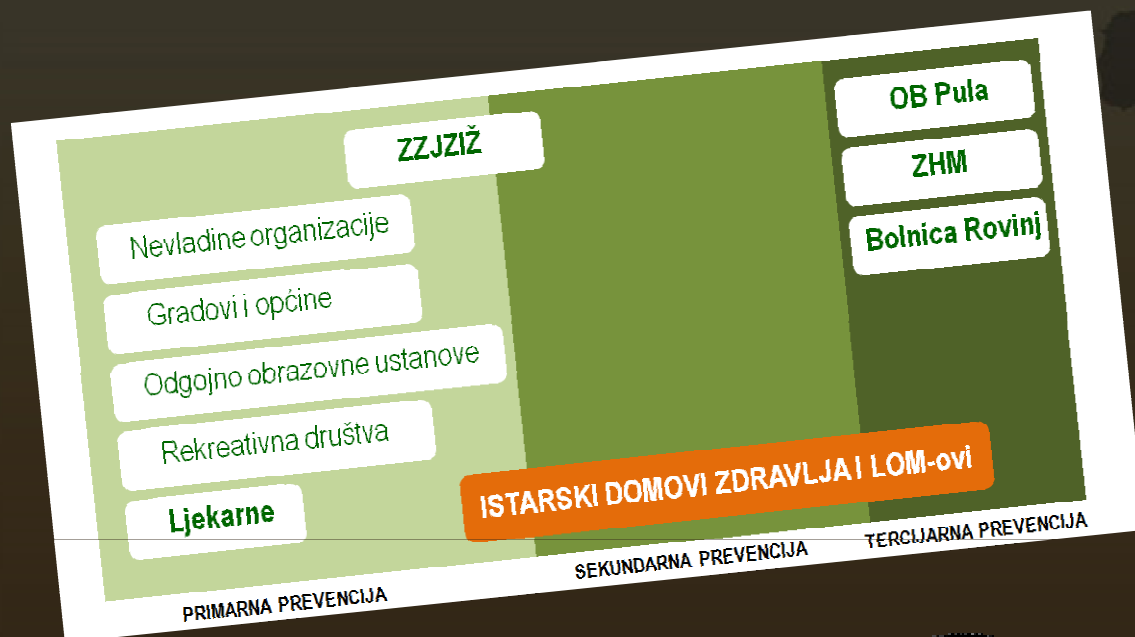 ZZJZIŽ
Nevladine organizacije
Gradovi i općine
Odgojno obrazovne ustanove
Rekreativna društva
Ljekarne
OB Pula
ZHM
Bolnica Rovinj
ISTARSKI DOMOVI ZDRAVLJA I LOM-ovi
PRIMARNA PREVENCIJA
SEKUNDARNA PREVENCIJA
TERCIJARNA PREVENCIJA